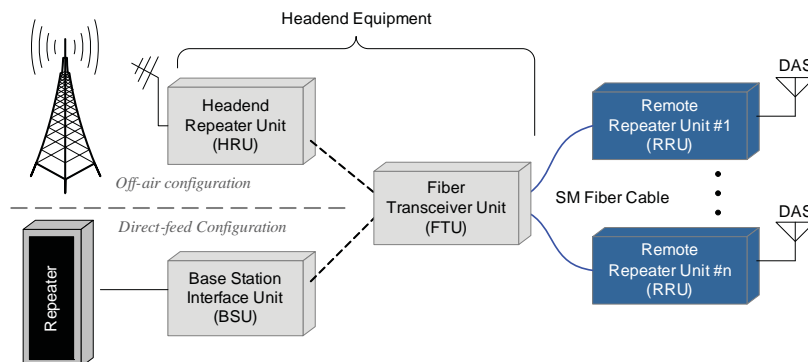 Headend Equipment
Headend
Repeater Unit
(HRU)
Off-air configuration
Direct-feed Configuration
Repeater
Base Station
Interface Unit
(BSU)
Fiber
Transceiver Unit
(FTU)
SM Fiber Cable
DAS
Remote
Repeater Unit #1
(RRU)
DAS
Remote
Repeater Unit #n
(RRU)